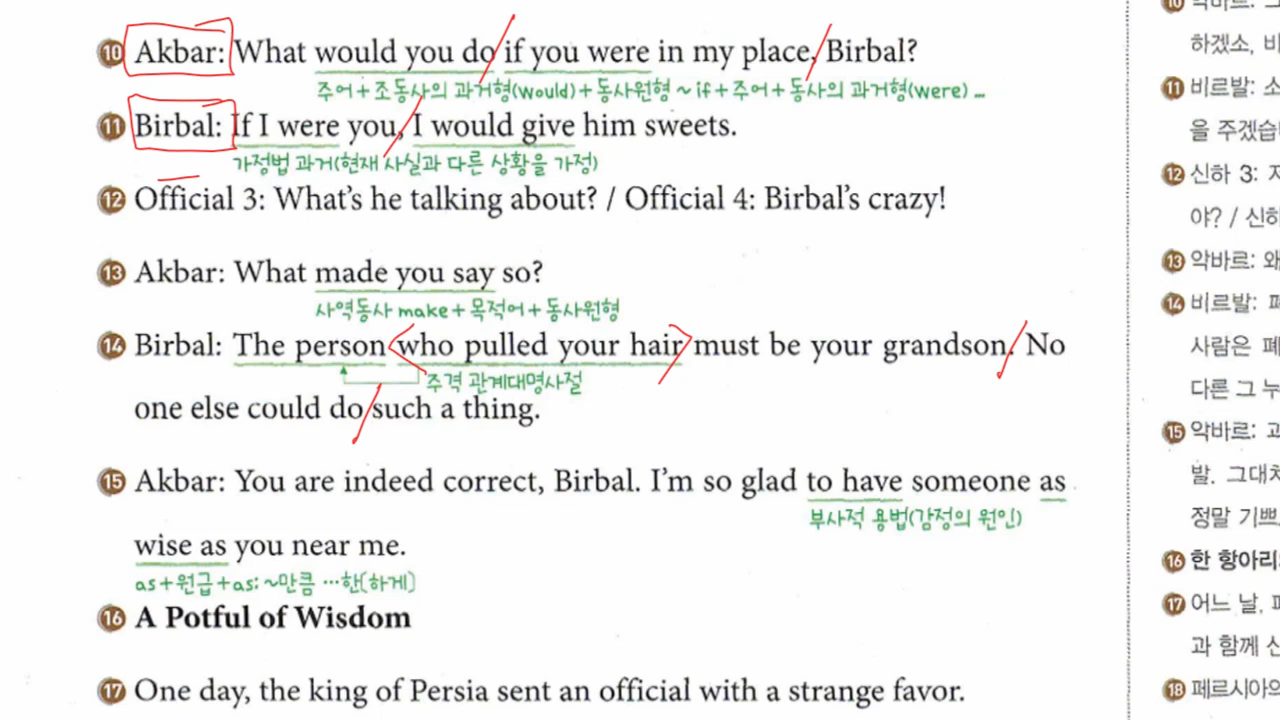 10 Akbar: What would you do if you were in my place, Birbal?
주어+조동사의 과거형(would)+동사원형 ~ if+주어+동사의 과거형(were) …
11 Birbal: If I were you, I would give him sweets.
가정법 과거(현재 사실과 다른 상황을 가정)
12 Official 3: What's he talking about? / Official 4: Birbal's crazy!
13 Akbar: What made you say so?
사역동사 make+목적어+동사원형
14 Birbal: The person who pulled your hair must be your grandson. No
주격 관계대명사절
one else could do such a thing.
15 Akbar: You are indeed correct, Birbal. I'm so glad to have someone as
부사적 용법(감정의 원인)
wise as you near me.
as+원급+as: ~만큼 …한(하게)
16 A Potful of Wisdom
17 One day, the king of Persia sent an official with a strange favor.
10 악바르:
하겠소, 비
11 비르발: 소
을 주겠습
12 신하 3: 저
야? / 신하
13 악바르: 왜
14 비르발: 폐
사람은 폐
다른 그 누
15 악바르: 과
발. 그대처
정말 기쁘
16 한 항아리
17 어느 날, 페
과 함께 신
18 페르시아의